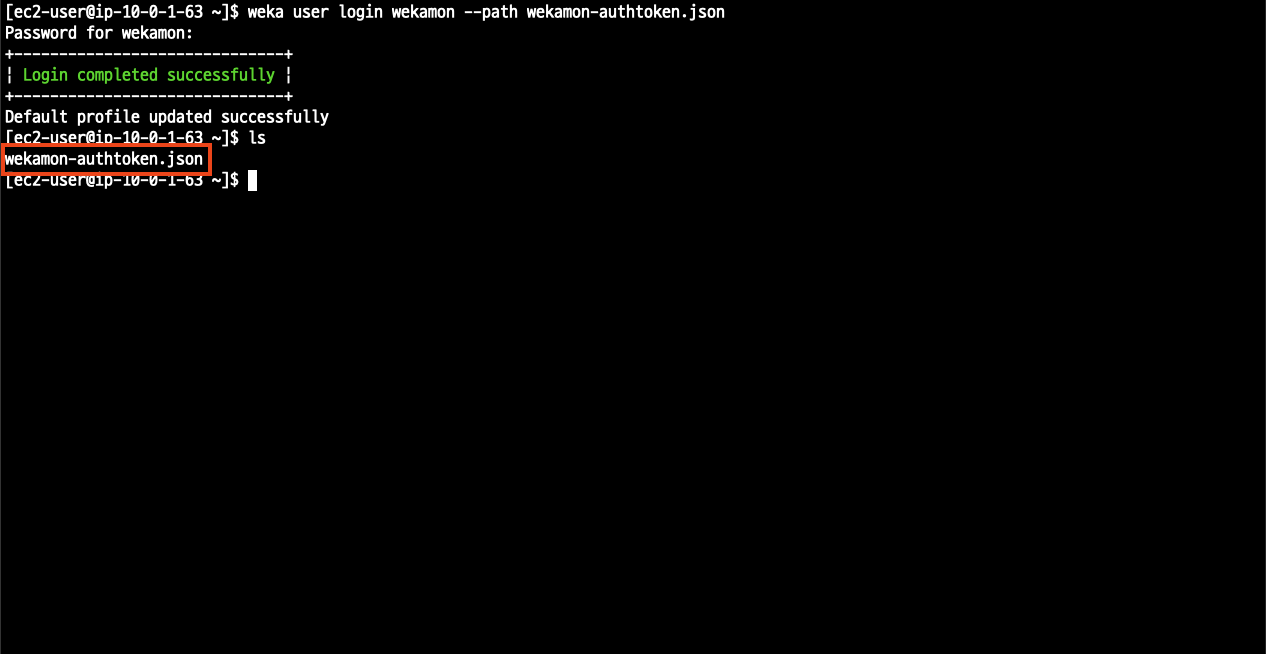 [ec2-user@ip-10-0-1-63 ~]$ weka user login wekamon --path wekamon-authtoken.json
Password for wekamon:
+------------------------------+
¦ Login completed successfully ¦
+------------------------------+
Default profile updated successfully
[ec2-user@ip-10-0-1-63 ~]$ ls
wekamon-authtoken.json
[ec2-user@ip-10-0-1-63 ~]$